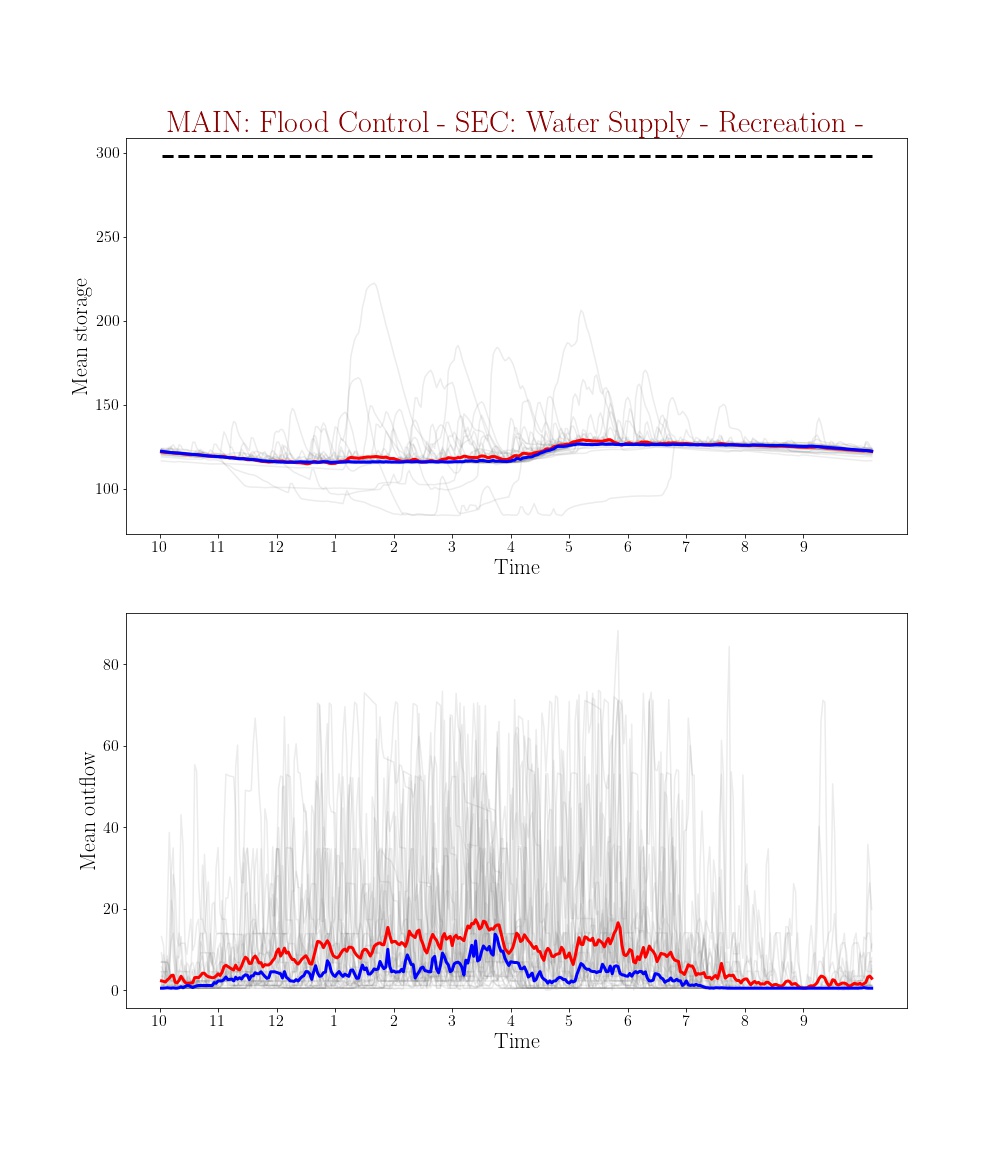 MAIN: Flood Control - SEC: Water Supply - Recreation -
300
250
200
150
100
Mean storage
10 11 12 1 2 3 4 5 6 7 8 9
Time
80
60
40
20
0
Mean outflow
10 11 12 1 2 3 4 5 6 7 8 9
Time